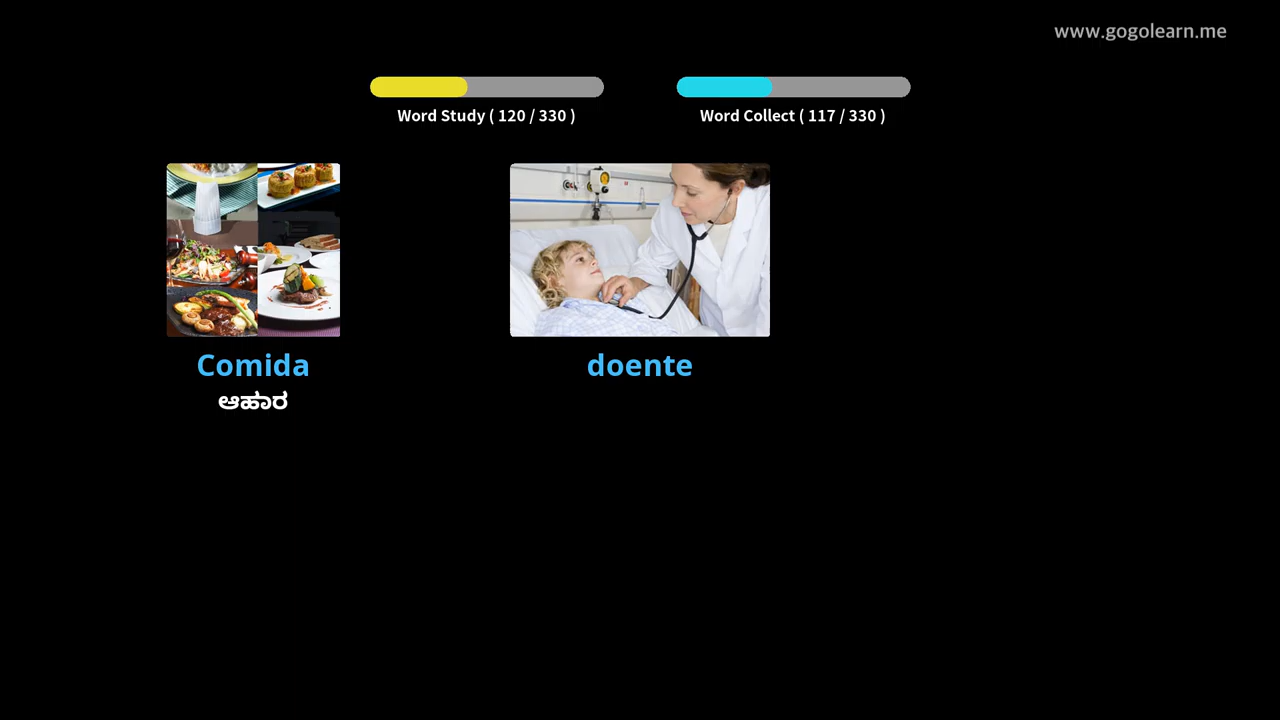 www.gogolearn.me
Word Study ( 120 / 330 )
Word Collect ( 117 / 330 )
Comida
ಆಹಾರ
doente